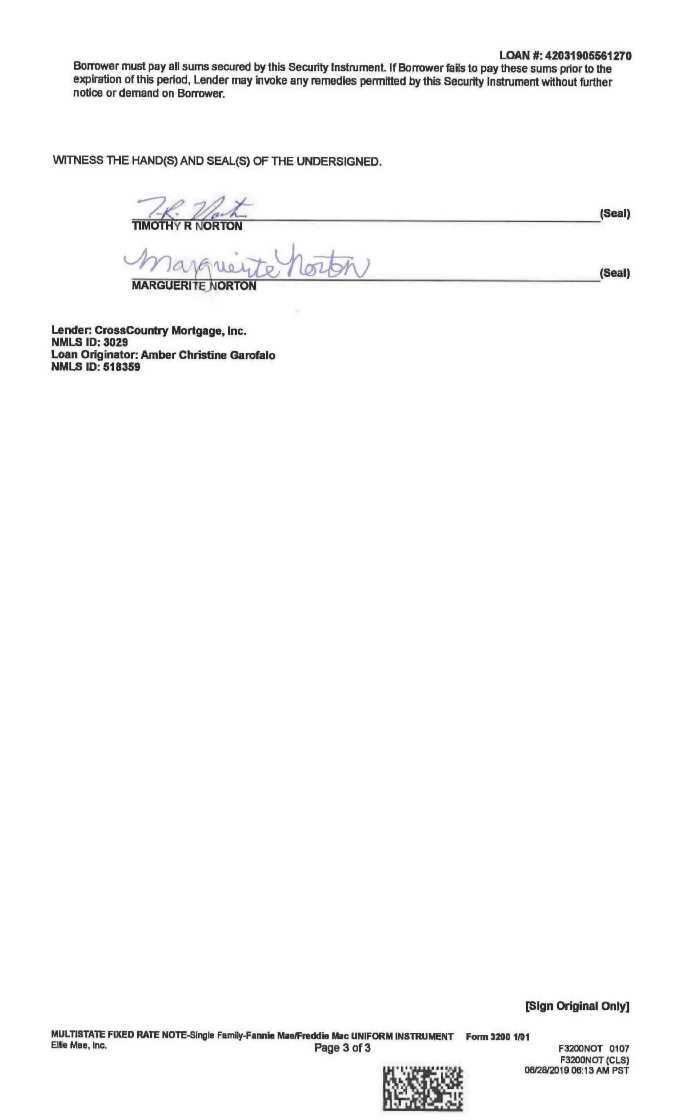 LOAN #: 42031905561270
Borrower must pay all sums secured by this Security Instrument. If Borrower fails to pay these sums prior to the
expiration of this period, Lender may invoke any remedies permitted by this Security Instrument without further
notice or demand on Borrower.
WITNESS THE HAND(S) AND SEAL(S) OF THE UNDERSIGNED.
T.R. Norton
(Seal)
TIMOTHY R NORTON
Marguerite Norton
(Seal)
MARGUERITE NORTON
Lender: CrossCountry Mortgage, Inc.
NMLS ID: 3029
Loan Originator: Amber Christine Garofalo
NMLS ID: 518359
[Sign Original Only]
MULTISTATE FIXED RATE NOTE-Single Family-Fannie Mae/Freddie Mac UNIFORM INSTRUMENT Form 3200 1/01
Ellie Mae, Inc. Page 3 of 3 F3200NOT 0107
F3200NOT (CLS)
06/28/2019 06:13 AM PST